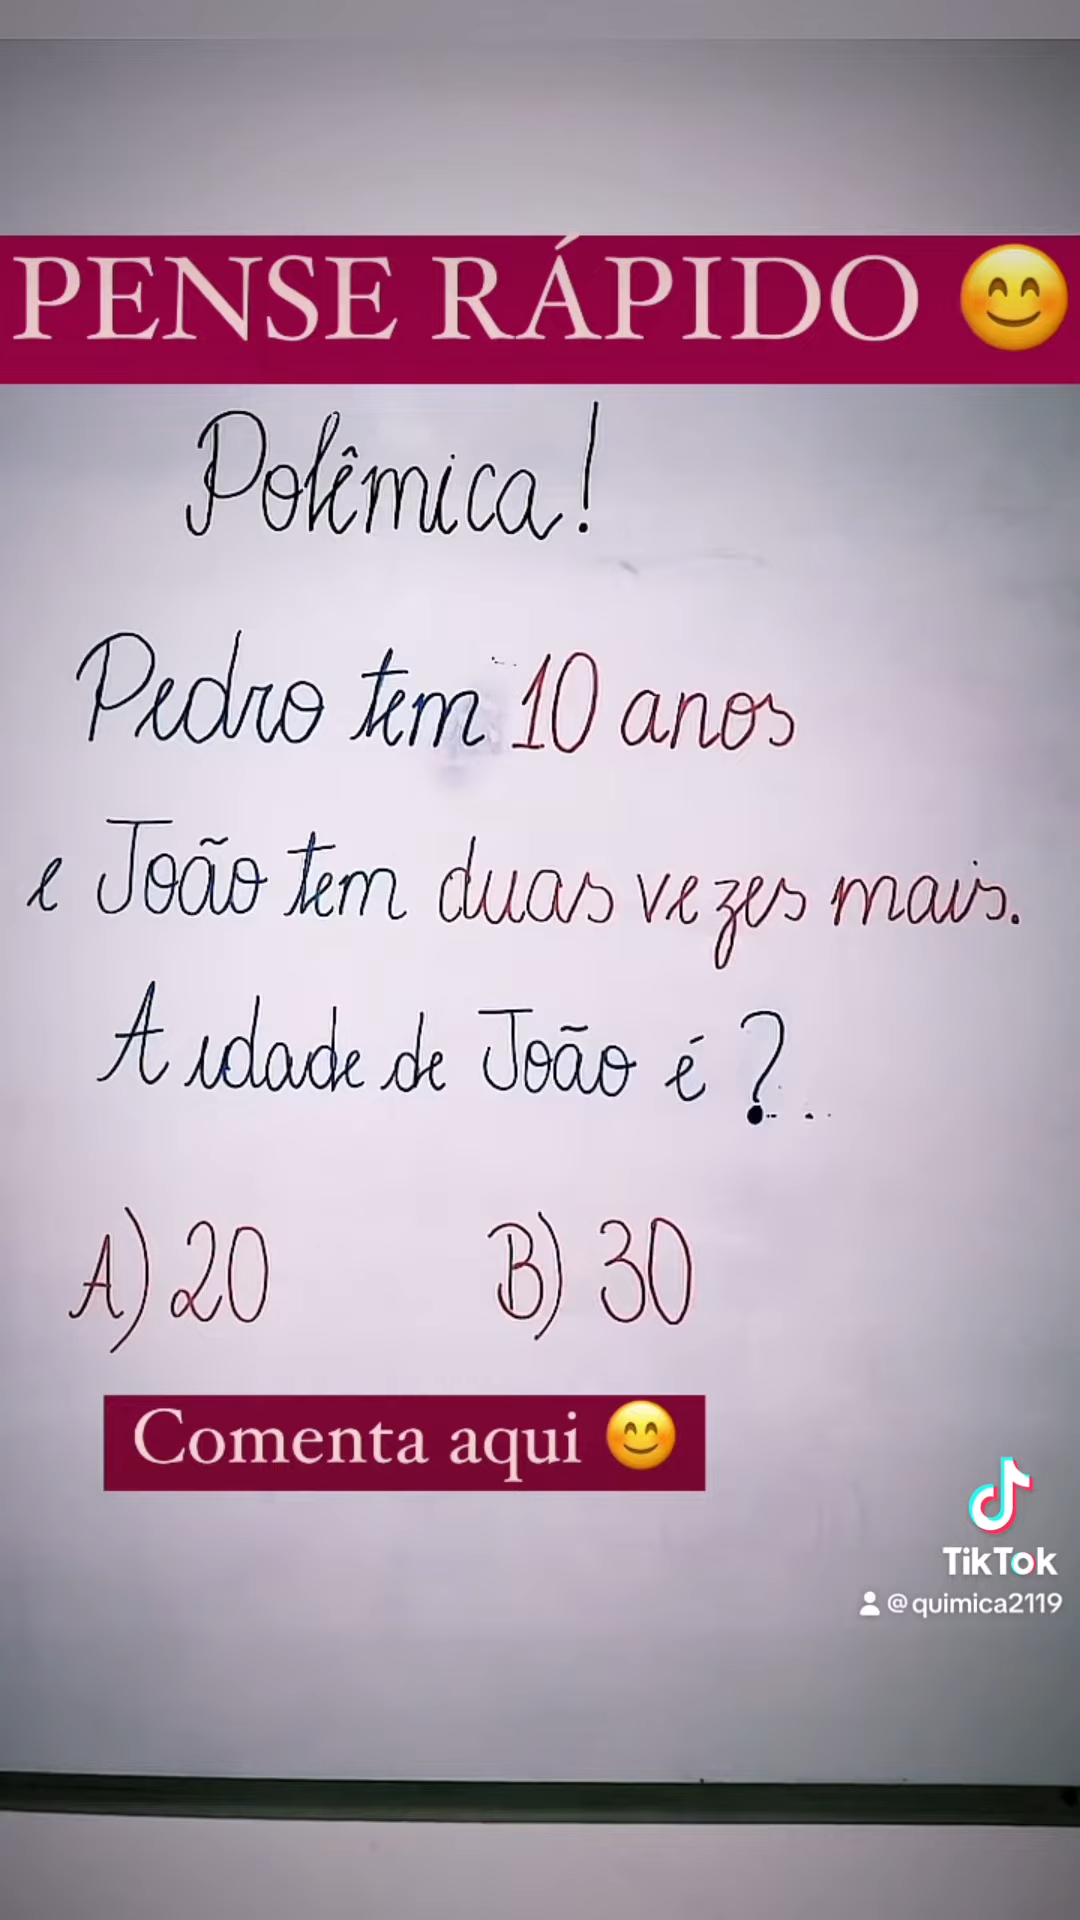 PENSE RÁPIDO 😊
Polêmica!
Pedro tem 10 anos
e João tem duas vezes mais.
A idade de João é ?
A) 20 B) 30
Comenta aqui 😊
TikTok
@quimica2119